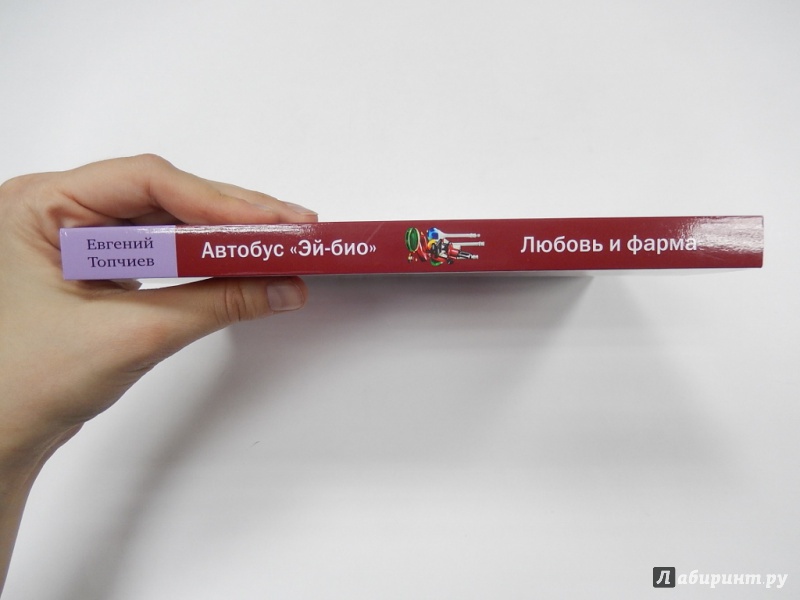 Евгений
Топчиев
Автобус «Эй-био»
Любовь и фарма
Лабиринт.ру